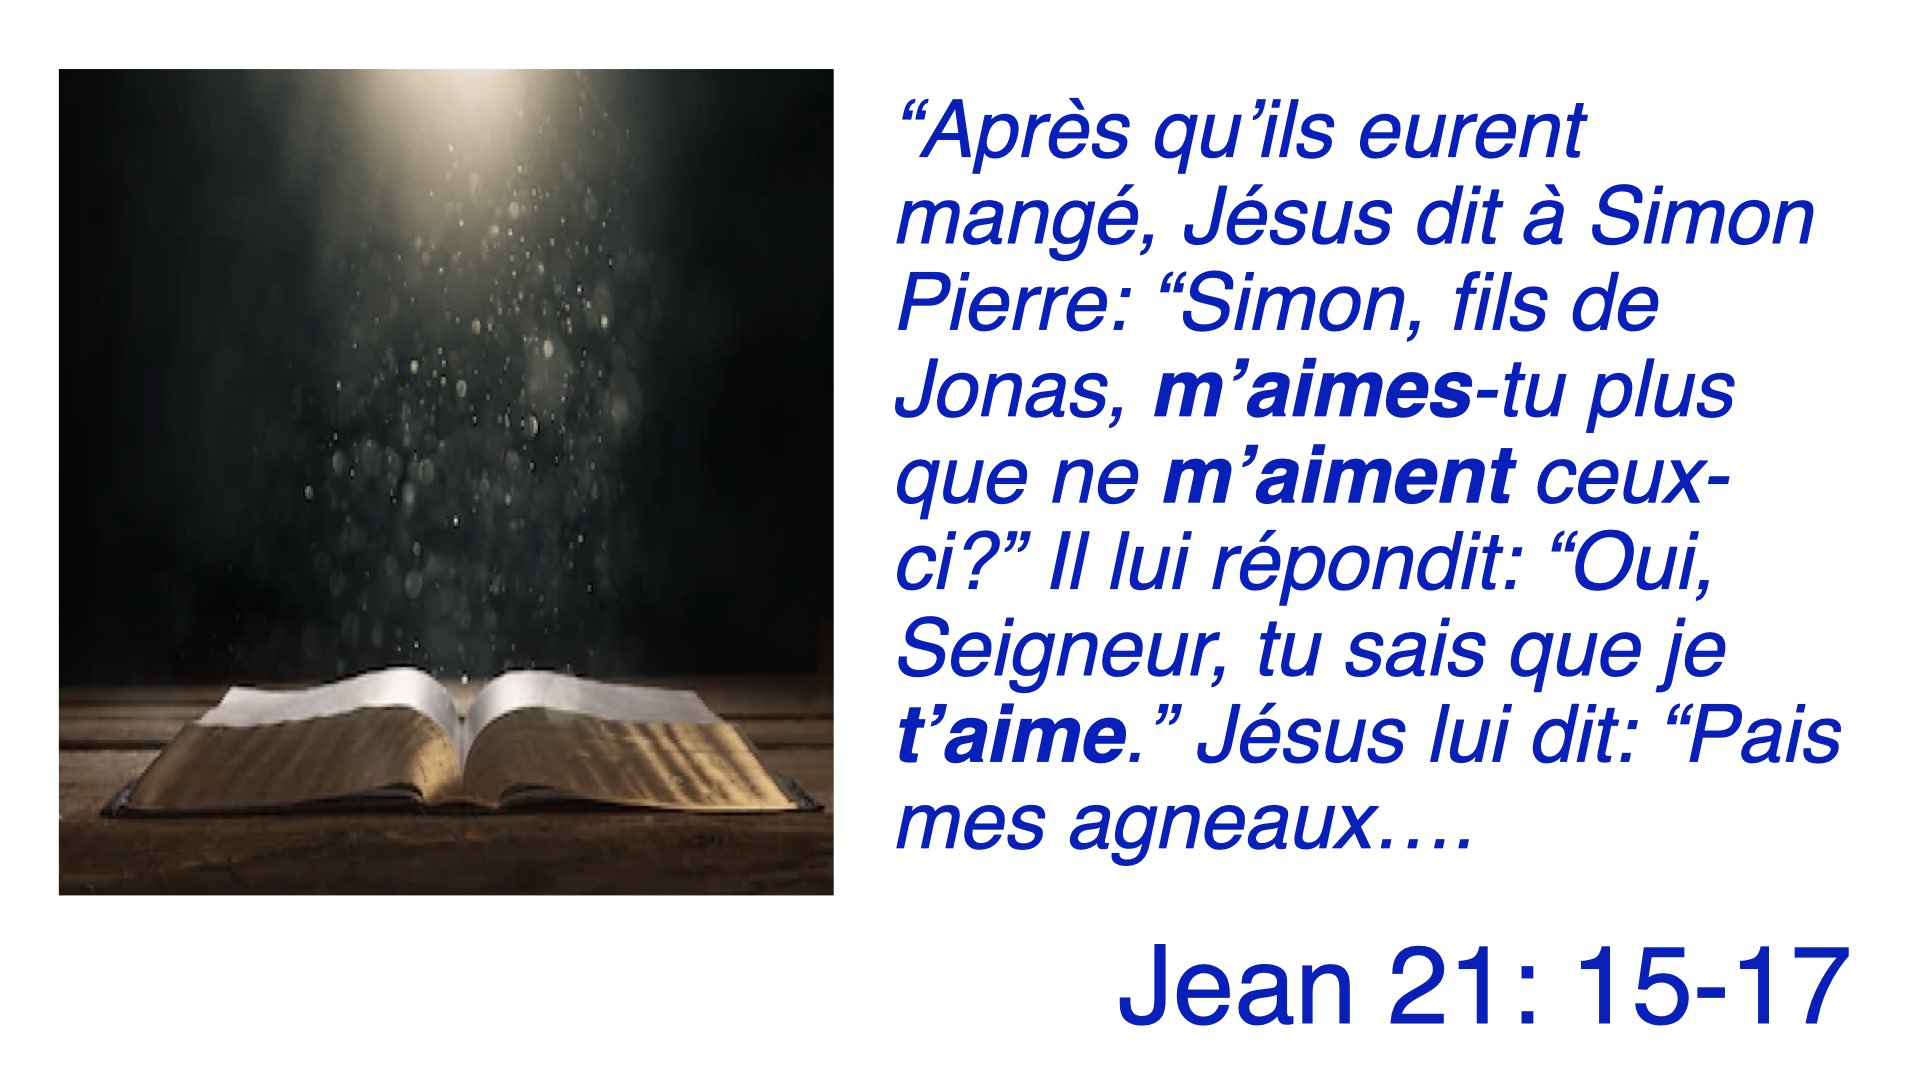 “Après qu’ils eurent
mangé, Jésus dit à Simon
Pierre: “Simon, fils de
Jonas, m’aimes-tu plus
que ne m’aiment ceux-
ci?” Il lui répondit: “Oui,
Seigneur, tu sais que je
t’aime.” Jésus lui dit: “Pais
mes agneaux….
Jean 21: 15-17